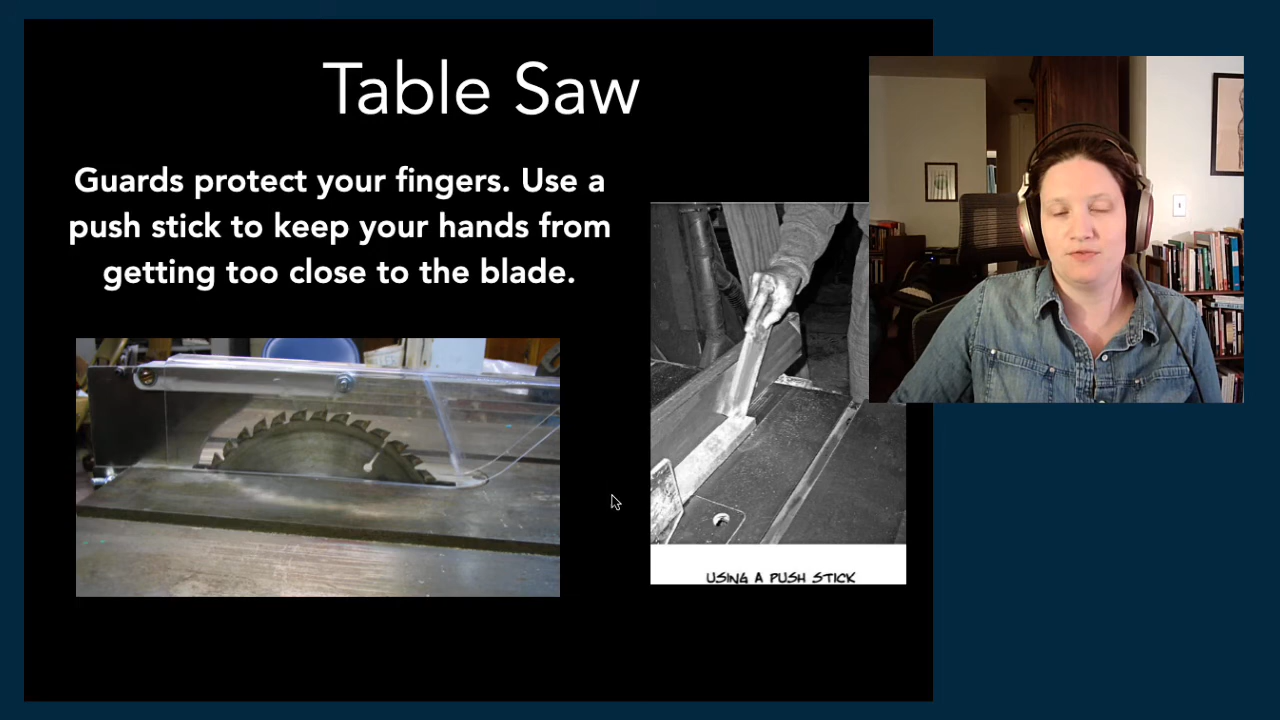 Table Saw
Guards protect your fingers. Use a
push stick to keep your hands from
getting too close to the blade.
USING A PUSH STICK